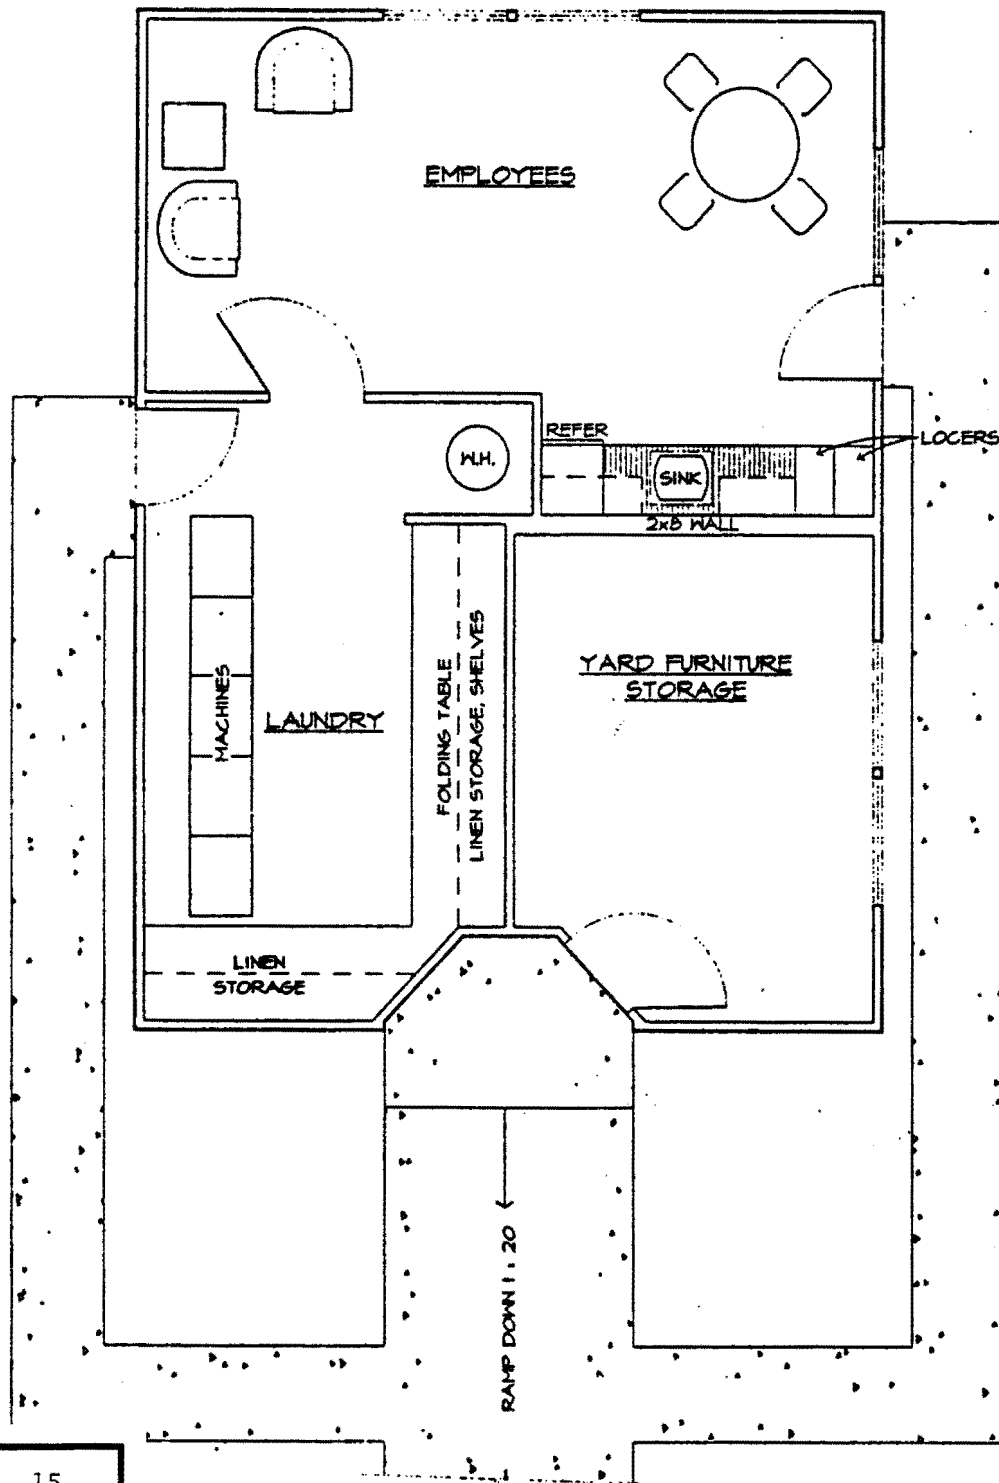 EMPLOYEES
REFER
LOCERS
W.H.
SINK
2x8 WALL
YARD FURNITURE
STORAGE
MACHINES
LAUNDRY
FOLDING TABLE
LINEN STORAGE, SHELVES
LINEN
STORAGE
RAMP DOWN 1 : 20
15